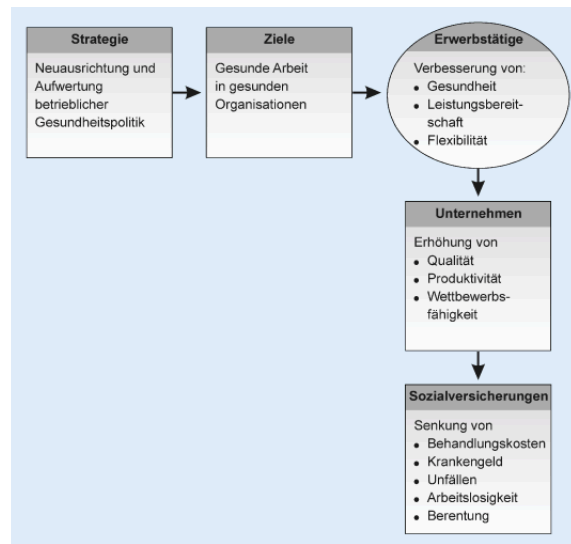 Strategie
Neuausrichtung und
Aufwertung
betrieblicher
Gesundheitspolitik
Ziele
Gesunde Arbeit
in gesunden
Organisationen
Erwerbstätige
Verbesserung von:
• Gesundheit
• Leistungsbereit-
schaft
• Flexibilität
Unternehmen
Erhöhung von
• Qualität
• Produktivität
• Wettbewerbs-
fähigkeit
Sozialversicherungen
Senkung von
• Behandlungskosten
• Krankengeld
• Unfällen
• Arbeitslosigkeit
• Berentung